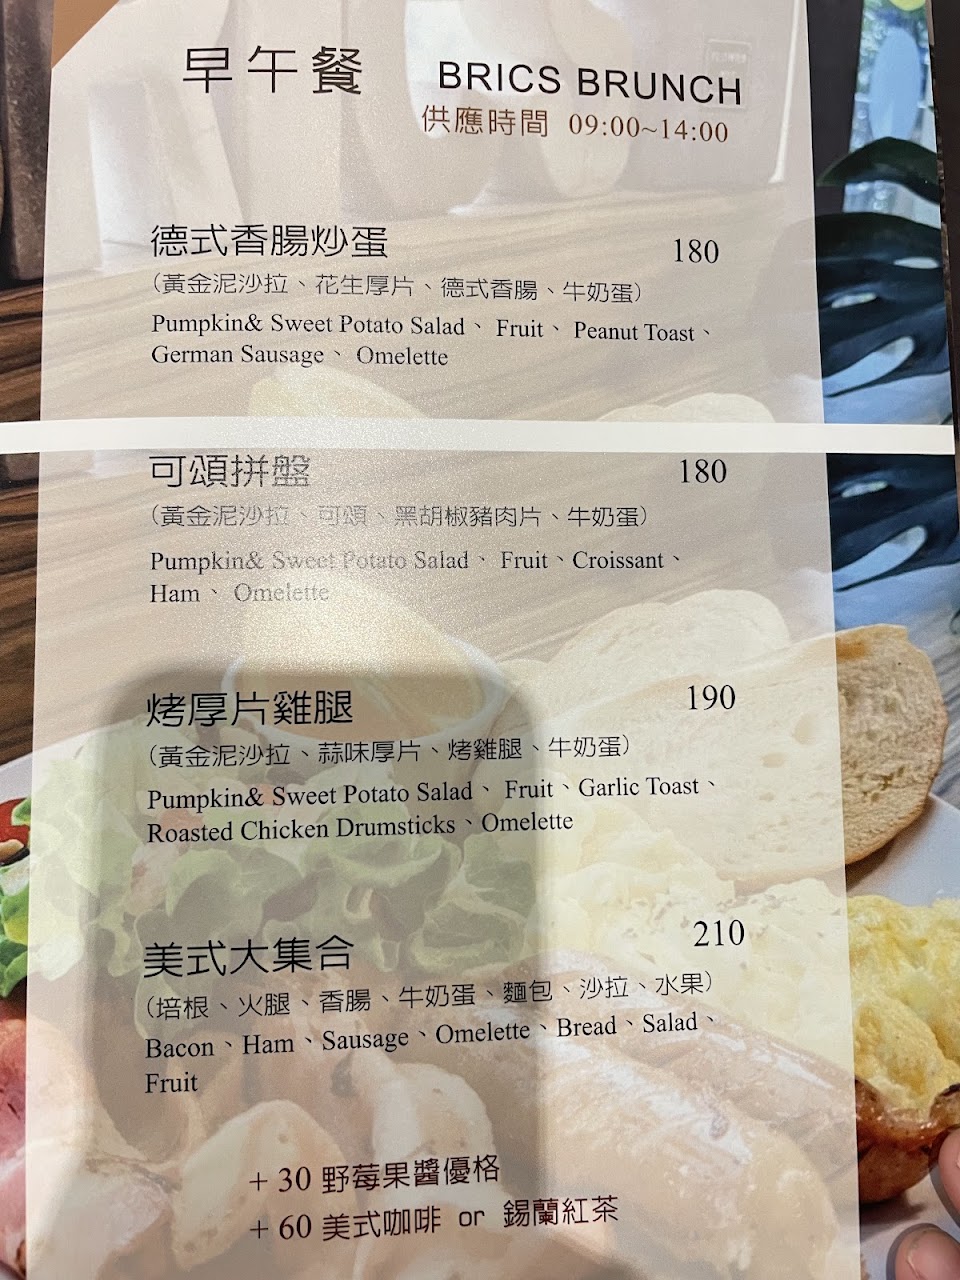 早午餐 BRICS BRUNCH
供應時間 09:00~14:00
德式香腸炒蛋 180
(黃金泥沙拉、花生厚片、德式香腸、牛奶蛋)
Pumpkin& Sweet Potato Salad、 Fruit、 Peanut Toast、
German Sausage、 Omelette
可頌拼盤 180
(黃金泥沙拉、可頌、黑胡椒豬肉片、牛奶蛋)
Pumpkin& Sweet Potato Salad、 Fruit、Croissant、
Ham、 Omelette
烤厚片雞腿 190
(黃金泥沙拉、蒜味厚片、烤雞腿、牛奶蛋)
Pumpkin& Sweet Potato Salad、 Fruit、Garlic Toast、
Roasted Chicken Drumsticks、Omelette
美式大集合 210
(培根、火腿、香腸、牛奶蛋、麵包、沙拉、水果)
Bacon、Ham、Sausage、Omelette、Bread、Salad、
Fruit
+30 野莓果醬優格
+60 美式咖啡 or 錫蘭紅茶